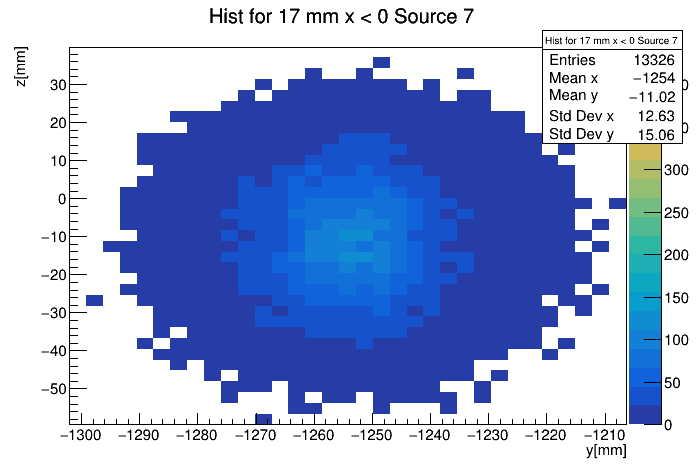 Hist for 17 mm x < 0 Source 7
Hist for 17 mm x < 0 Source 7
Entries 13326
Mean x −1254
Mean y −11.02
Std Dev x 12.63
Std Dev y 15.06
z[mm]
30
20
10
0
−10
−20
−30
−40
−50
300
250
200
150
100
50
0
−1300 −1290 −1280 −1270 −1260 −1250 −1240 −1230 −1220 −1210
y[mm]